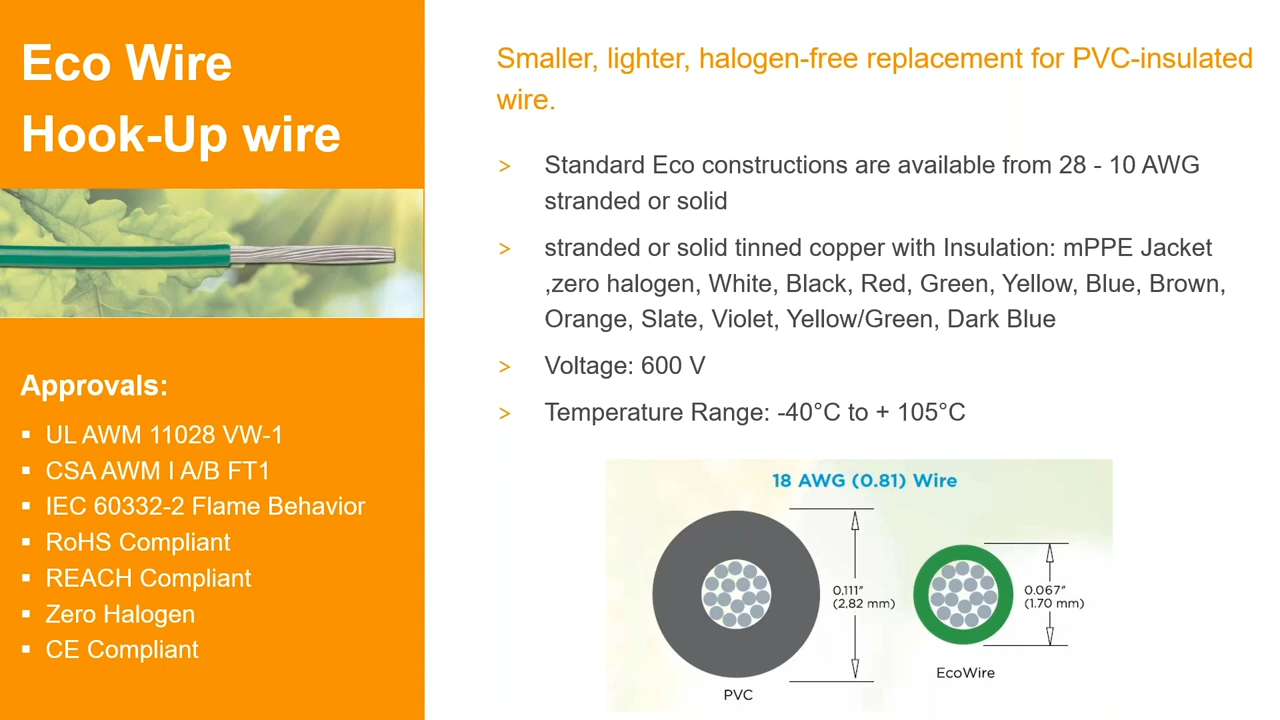 Eco Wire
Hook-Up wire
Approvals:
▪ UL AWM 11028 VW-1
▪ CSA AWM I A/B FT1
▪ IEC 60332-2 Flame Behavior
▪ RoHS Compliant
▪ REACH Compliant
▪ Zero Halogen
▪ CE Compliant
Smaller, lighter, halogen-free replacement for PVC-insulated
wire.
> Standard Eco constructions are available from 28 - 10 AWG
stranded or solid
> stranded or solid tinned copper with Insulation: mPPE Jacket
,zero halogen, White, Black, Red, Green, Yellow, Blue, Brown,
Orange, Slate, Violet, Yellow/Green, Dark Blue
> Voltage: 600 V
> Temperature Range: -40°C to + 105°C
18 AWG (0.81) Wire
0.111"
(2.82 mm)
PVC
0.067"
(1.70 mm)
EcoWire